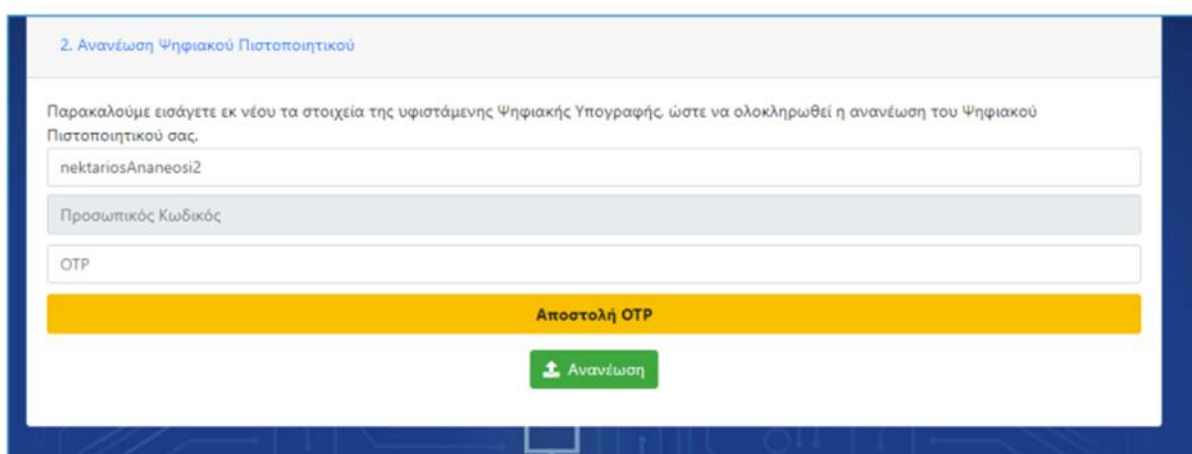 2. Ανανέωση Ψηφιακού Πιστοποιητικού
Παρακαλούμε εισάγετε εκ νέου τα στοιχεία της υφιστάμενης Ψηφιακής Υπογραφής, ώστε να ολοκληρωθεί η ανανέωση του Ψηφιακού
Πιστοποιητικού σας.
nektariosAnaneosi2
Προσωπικός Κωδικός
OTP
Αποστολή OTP
Ανανέωση